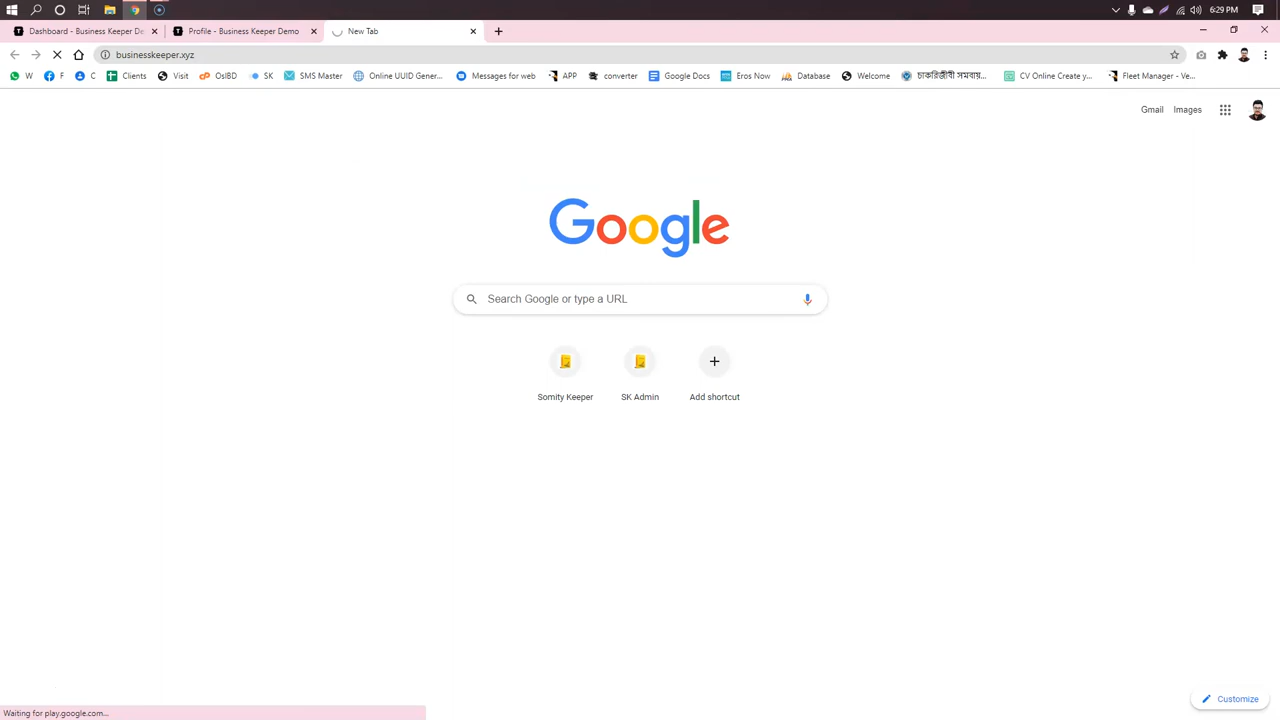 6:29 PM
Dashboard - Business Keeper De
Profile - Business Keeper Demo
New Tab
businesskeeper.xyz
W
F
C
Clients
Visit
OsIBD
SK
SMS Master
Online UUID Gener...
Messages for web
APP
converter
Google Docs
Eros Now
Database
Welcome
চাকরিজীবী সমবায়...
CV Online Create y...
Fleet Manager - Ve...
Gmail
Images
Google
Search Google or type a URL
Somity Keeper
SK Admin
Add shortcut
Customize
Waiting for play.google.com...